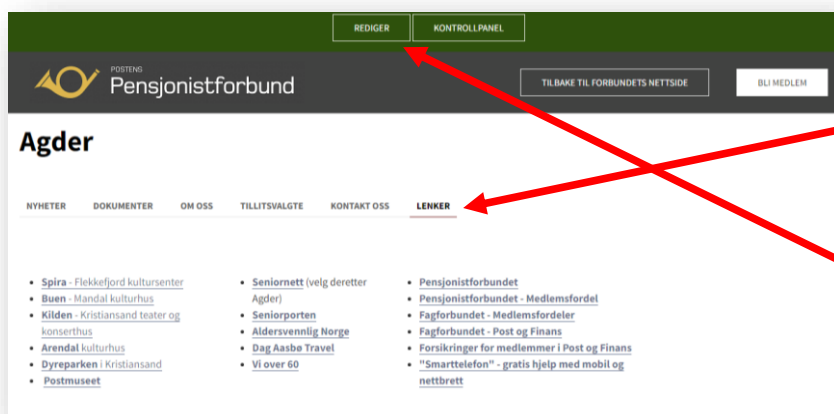 REDIGER KONTROLLPANEL
POSTENS
Pensjonistforbund
TILBAKE TIL FORBUNDETS NETTSIDE BLI MEDLEM
Agder
NYHETER DOKUMENTER OM OSS TILLITSVALGTE KONTAKT OSS LENKER
• Spira - Flekkefjord kultursenter
• Buen - Mandal kulturhus
• Kilden - Kristiansand teater og
konserthus
• Arendal kulturhus
• Dyreparken i Kristiansand
• Postmuseet
• Seniornett (velg deretter
Agder)
• Seniorporten
• Aldersvennlig Norge
• Dag Aasbø Travel
• Vi over 60
• Pensjonistforbundet
• Pensjonistforbundet - Medlemsfordel
• Fagforbundet - Medlemsfordeler
• Fagforbundet - Post og Finans
• Forsikringer for medlemmer i Post og Finans
• "Smarttelefon" - gratis hjelp med mobil og
nettbrett